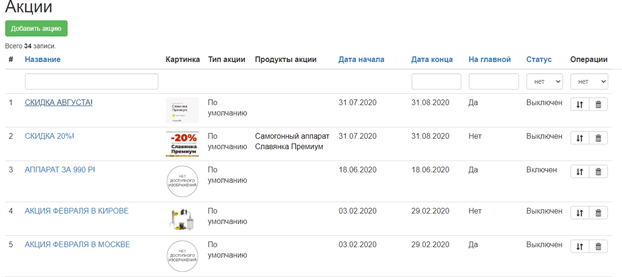 Акции
Добавить акцию
Всего 34 записи.
# Название Картинка Тип акции Продукты акции Дата начала Дата конца На главной Статус Операции
нет нет
1 СКИДКА АВГУСТА! По умолчанию 31.07.2020 31.08.2020 Да Выключен
2 СКИДКА 20%! -20% Славянка Премиум По умолчанию Самогонный аппарат Славянка Премиум 31.07.2020 31.08.2020 Нет Выключен
3 АППАРАТ ЗА 990 Р! НЕТ ДОСТУПНОГО ИЗОБРАЖЕНИЯ По умолчанию 18.06.2020 18.06.2020 Да Включен
4 АКЦИЯ ФЕВРАЛЯ В КИРОВЕ По умолчанию 03.02.2020 29.02.2020 Нет Выключен
5 АКЦИЯ ФЕВРАЛЯ В МОСКВЕ НЕТ ДОСТУПНОГО ИЗОБРАЖЕНИЯ По умолчанию 03.02.2020 29.02.2020 Да Выключен